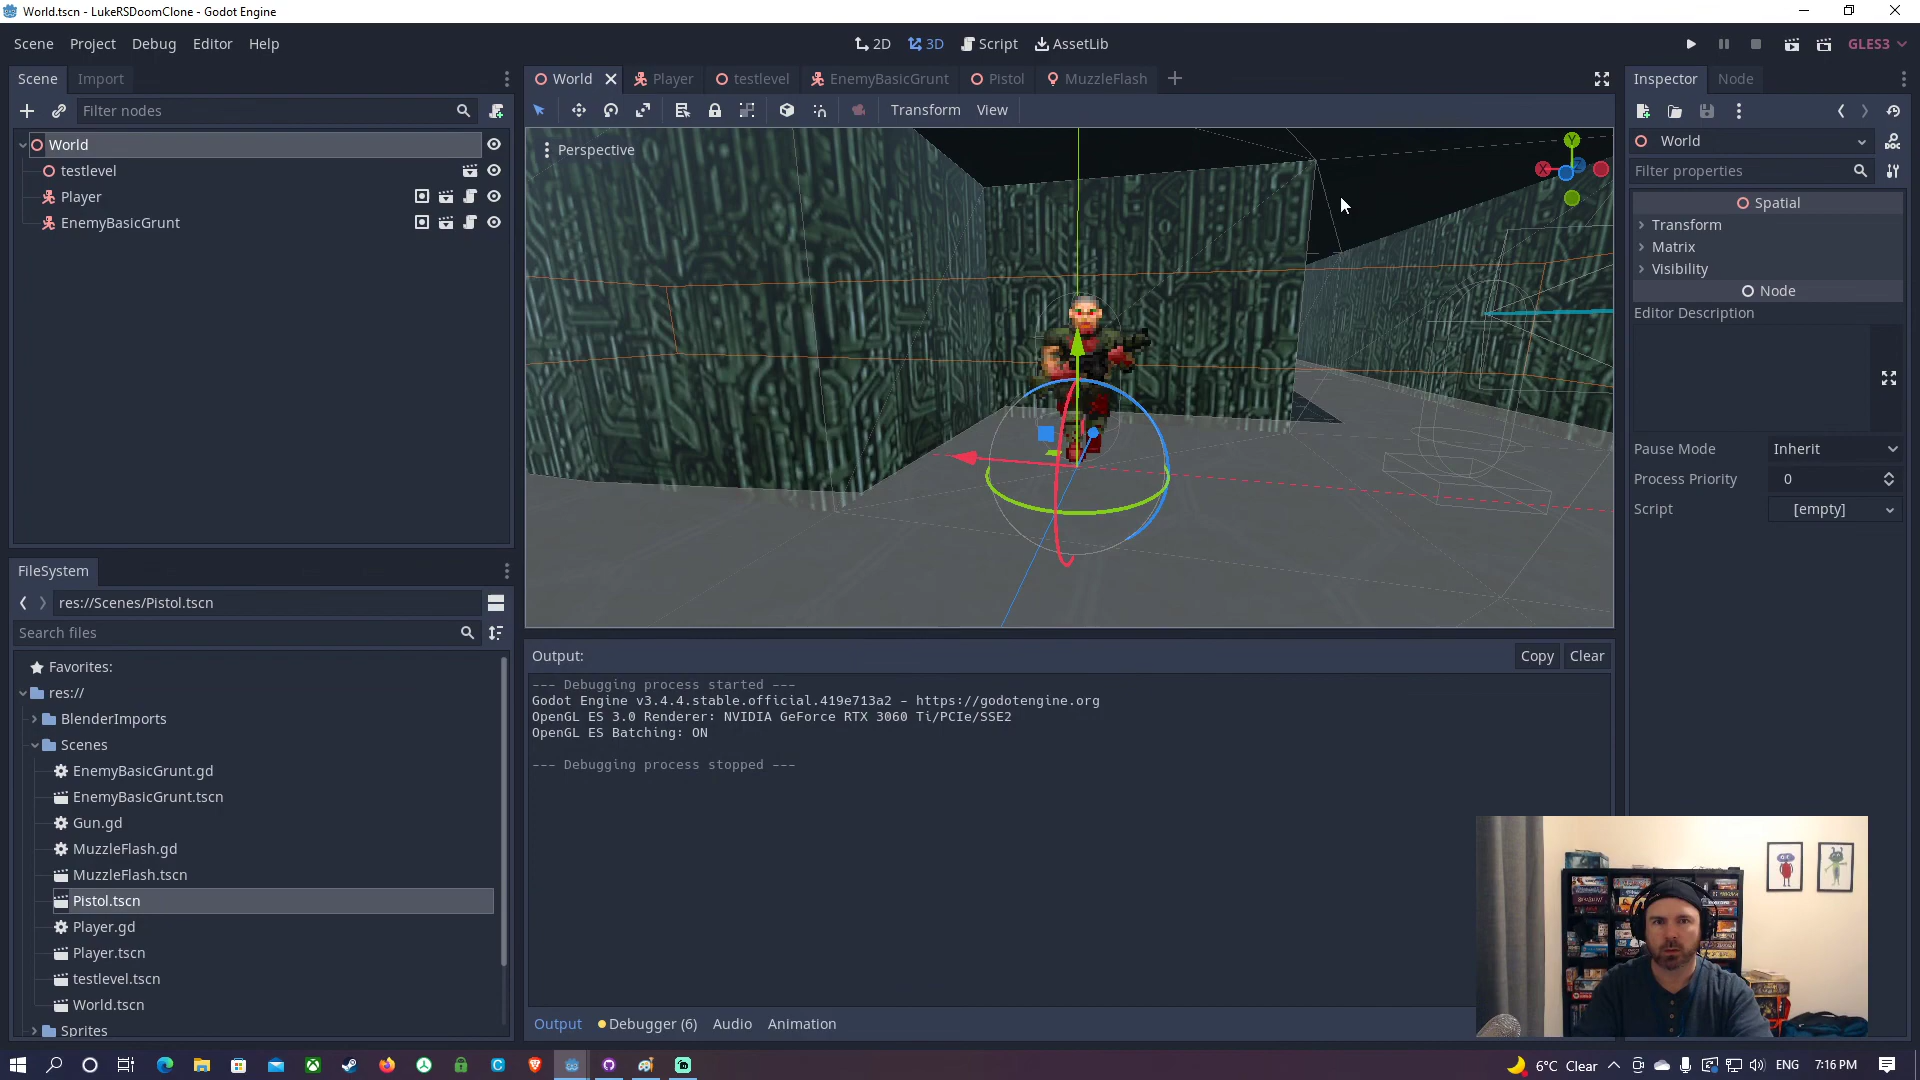 World.tscn - LukeRSDoomClone - Godot Engine
Scene Project Debug Editor Help
2D 3D Script AssetLib
GLES3
Scene Import
World Player testlevel EnemyBasicGrunt Pistol MuzzleFlash
Inspector Node
Filter nodes
Transform View
World
testlevel
Player
EnemyBasicGrunt
Perspective
Y
X
Z
World
Filter properties
Spatial
Transform
Matrix
Visibility
Node
Editor Description
Pause Mode Inherit
Process Priority 0
Script [empty]
FileSystem
res://Scenes/Pistol.tscn
Search files
Favorites:
res://
BlenderImports
Scenes
EnemyBasicGrunt.gd
EnemyBasicGrunt.tscn
Gun.gd
MuzzleFlash.gd
MuzzleFlash.tscn
Pistol.tscn
Player.gd
Player.tscn
testlevel.tscn
World.tscn
Sprites
Output:
Copy Clear
--- Debugging process started ---
Godot Engine v3.4.4.stable.official.419e713a2 - https://godotengine.org
OpenGL ES 3.0 Renderer: NVIDIA GeForce RTX 3060 Ti/PCIe/SSE2
OpenGL ES Batching: ON
--- Debugging process stopped ---
Output Debugger (6) Audio Animation
6°C Clear ENG 7:16 PM